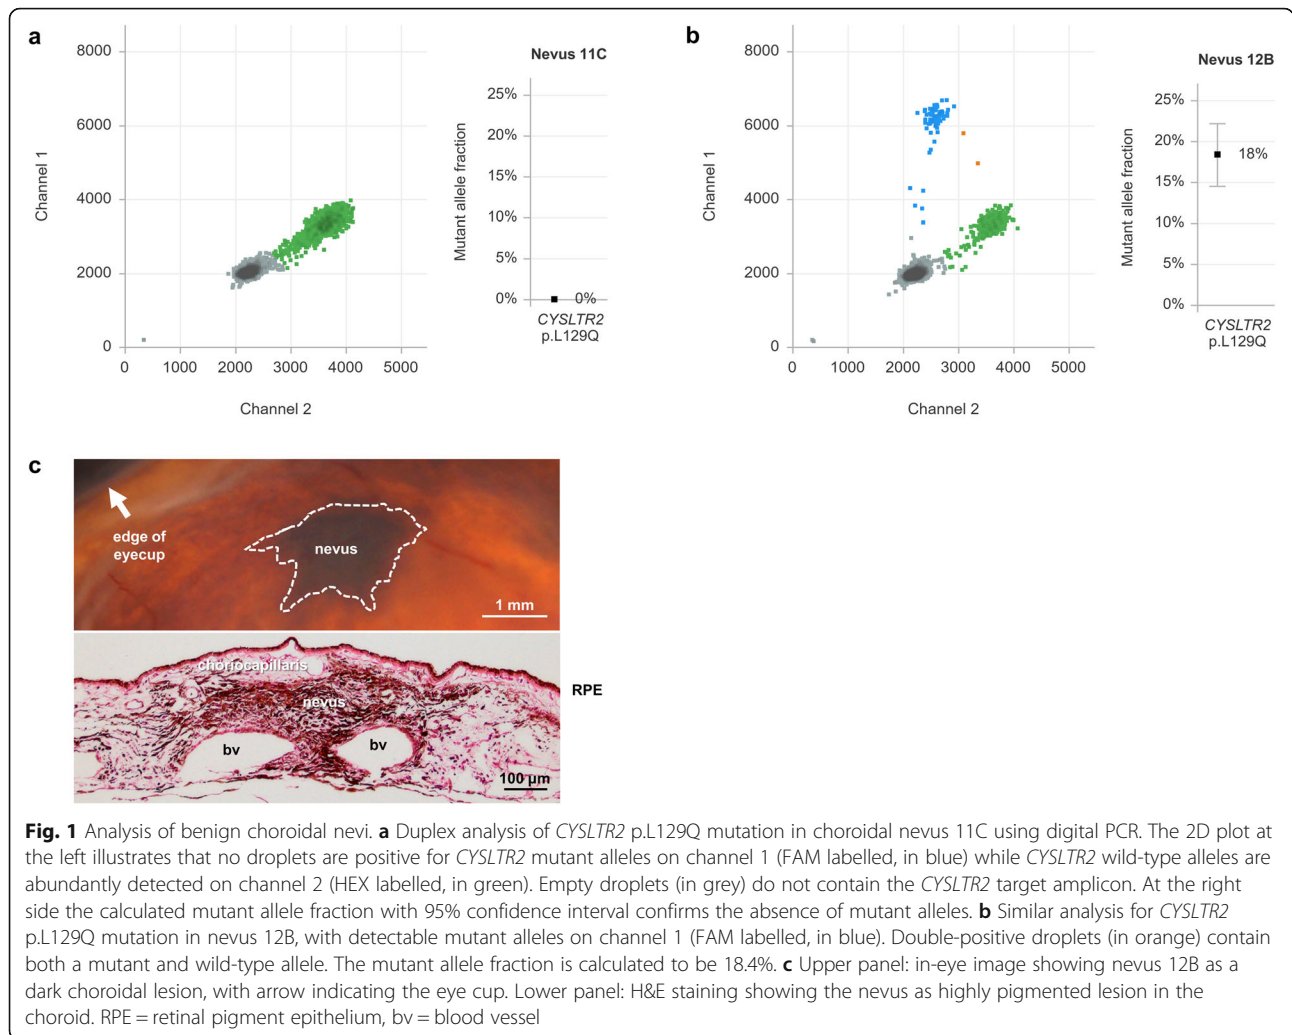 a
8000
6000
4000
2000
0
Channel 1
0 1000 2000 3000 4000 5000
Channel 2
Nevus 11C
25%
20%
15%
10%
5%
0%
Mutant allele fraction
0%
CYSLTR2
p.L129Q
b
8000
6000
4000
2000
0
Channel 1
0 1000 2000 3000 4000 5000
Channel 2
Nevus 12B
25%
20%
15%
10%
5%
0%
Mutant allele fraction
18%
CYSLTR2
p.L129Q
c
edge of
eyecup
nevus
1 mm
choriocapillaris
nevus
RPE
bv
bv
100 µm
Fig. 1 Analysis of benign choroidal nevi. a Duplex analysis of CYSLTR2 p.L129Q mutation in choroidal nevus 11C using digital PCR. The 2D plot at
the left illustrates that no droplets are positive for CYSLTR2 mutant alleles on channel 1 (FAM labelled, in blue) while CYSLTR2 wild-type alleles are
abundantly detected on channel 2 (HEX labelled, in green). Empty droplets (in grey) do not contain the CYSLTR2 target amplicon. At the right
side the calculated mutant allele fraction with 95% confidence interval confirms the absence of mutant alleles. b Similar analysis for CYSLTR2
p.L129Q mutation in nevus 12B, with detectable mutant alleles on channel 1 (FAM labelled, in blue). Double-positive droplets (in orange) contain
both a mutant and wild-type allele. The mutant allele fraction is calculated to be 18.4%. c Upper panel: in-eye image showing nevus 12B as a
dark choroidal lesion, with arrow indicating the eye cup. Lower panel: H&E staining showing the nevus as highly pigmented lesion in the
choroid. RPE = retinal pigment epithelium, bv = blood vessel